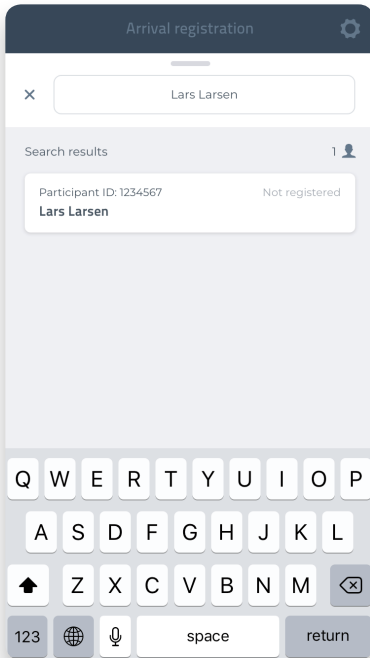 Arrival registration
Lars Larsen
Search results 1
Participant ID: 1234567 Not registered
Lars Larsen
Q W E R T Y U I O P
A S D F G H J K L
Z X C V B N M
123 space return